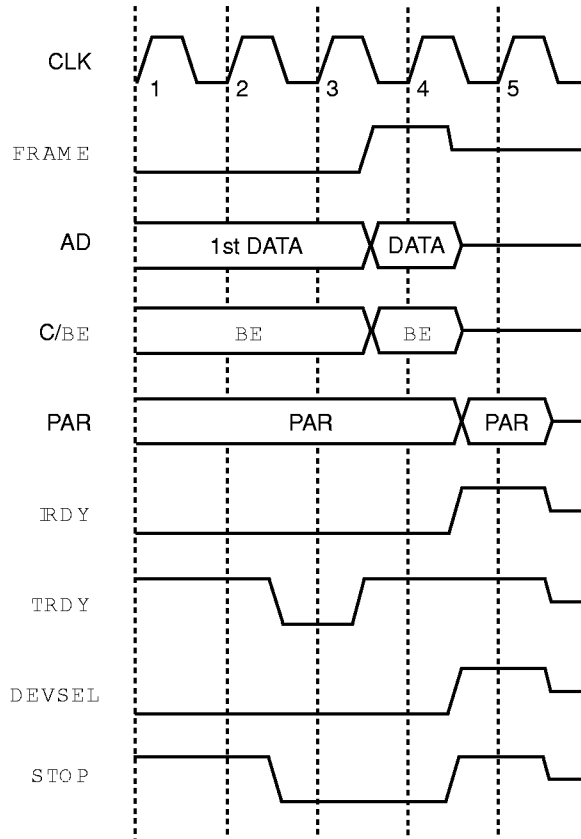 CLK
1 2 3 4 5
FRAME
AD 1st DATA DATA
C/BE BE BE
PAR PAR PAR
IRDY
TRDY
DEVSEL
STOP